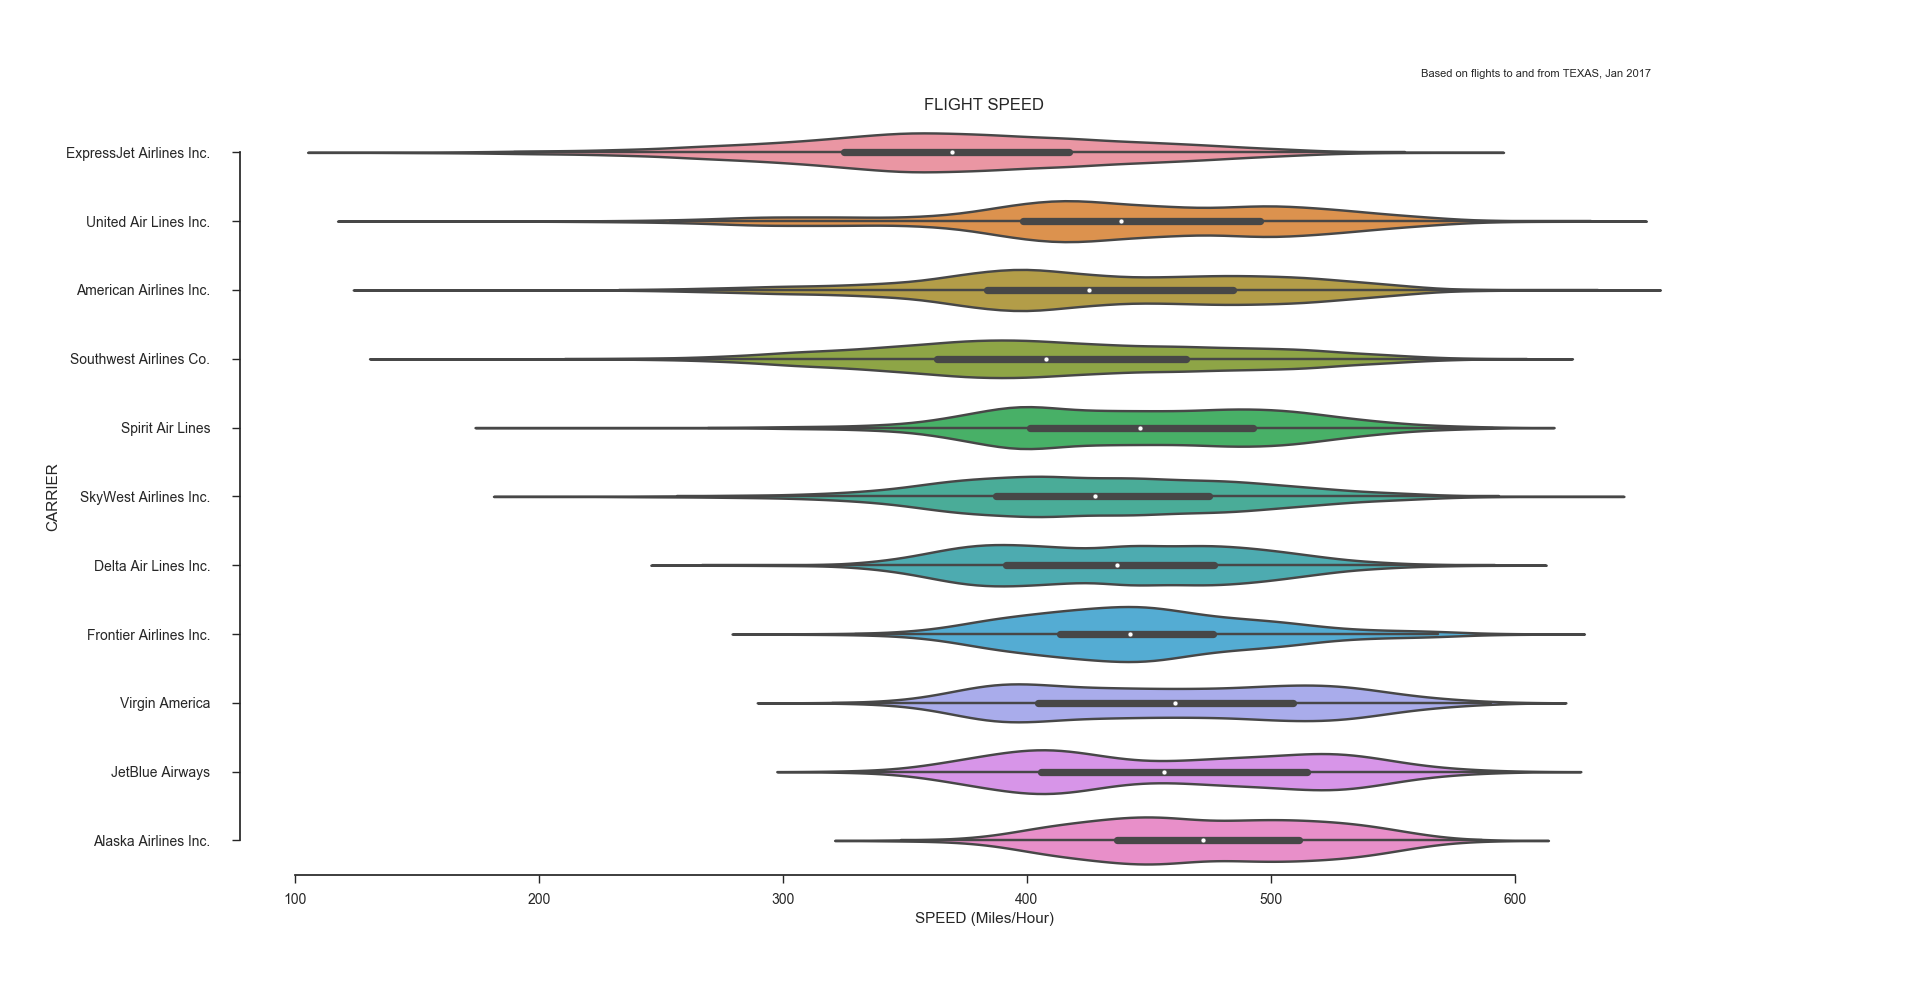 Based on flights to and from TEXAS, Jan 2017
FLIGHT SPEED
ExpressJet Airlines Inc.
United Air Lines Inc.
American Airlines Inc.
Southwest Airlines Co.
Spirit Air Lines
SkyWest Airlines Inc.
Delta Air Lines Inc.
Frontier Airlines Inc.
Virgin America
JetBlue Airways
Alaska Airlines Inc.
CARRIER
100 200 300 400 500 600
SPEED (Miles/Hour)